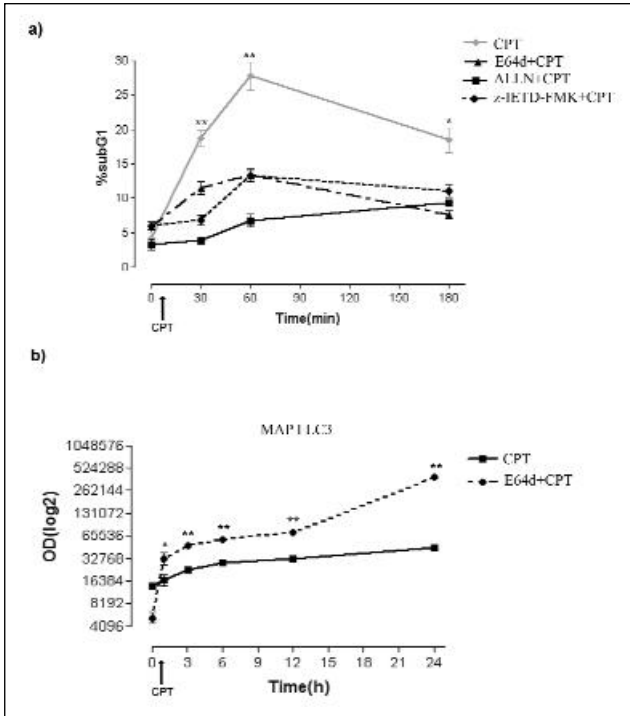 a)
CPT
E64d+CPT
ALLN+CPT
z-IETD-FMK+CPT
%subG1
30
25
20
15
10
5
0
**
**
*
0 30 60 90 120 150 180
CPT
Time(min)
b)
MAP1LC3
CPT
E64d+CPT
OD(log2)
1048576
524288
262144
131072
65536
32768
16384
8192
4096
*
**
**
**
**
0 3 6 9 12 15 18 21 24
CPT
Time(h)